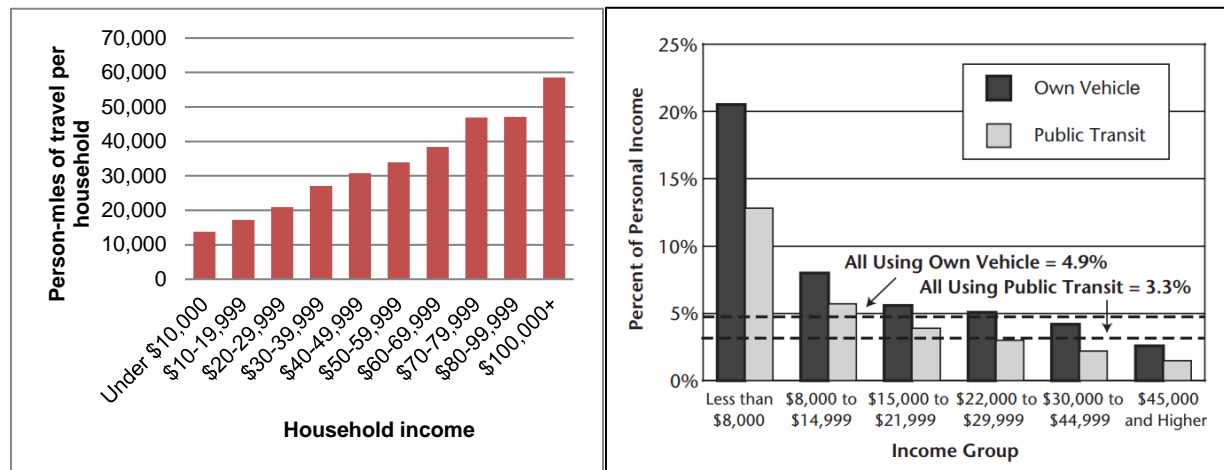 Person-miles of travel per
household
70,000
60,000
50,000
40,000
30,000
20,000
10,000
0
Under $10,000
$10-19,999
$20-29,999
$30-39,999
$40-49,999
$50-59,999
$60-69,999
$70-79,999
$80-99,999
$100,000+
Household income
Percent of Personal Income
25%
20%
15%
10%
5%
0%
Own Vehicle
Public Transit
All Using Own Vehicle = 4.9%
All Using Public Transit = 3.3%
Less than
$8,000
$8,000 to
$14,999
$15,000 to
$21,999
$22,000 to
$29,999
$30,000 to
$44,999
$45,000
and Higher
Income Group